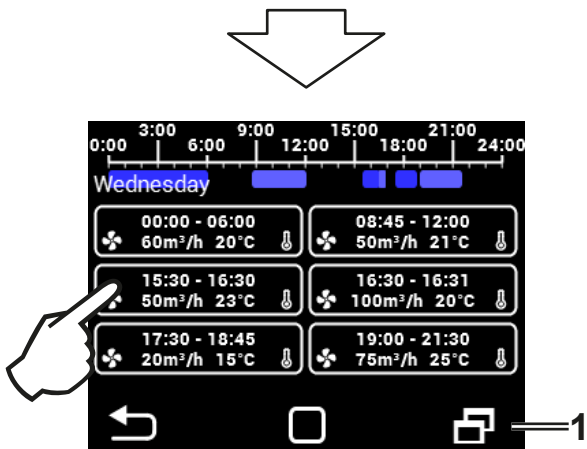 3:00 9:00 15:00 21:00
0:00 6:00 12:00 18:00 24:00
Wednesday
00:00 - 06:00
60m³/h 20°C
08:45 - 12:00
50m³/h 21°C
15:30 - 16:30
50m³/h 23°C
16:30 - 16:31
100m³/h 20°C
17:30 - 18:45
20m³/h 15°C
19:00 - 21:30
75m³/h 25°C
1